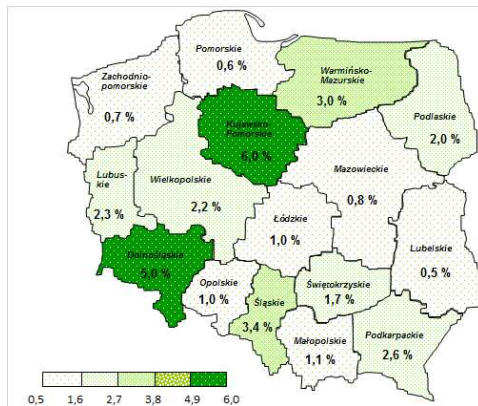 Pomorskie
0,6 %
Zachodnio-
pomorskie
0,7 %
Warmińsko-
Mazurskie
3,0 %
Podlaskie
2,0 %
Kujawsko-
Pomorskie
6,0 %
Lubus-
kie
2,3 %
Wielkopolskie
2,2 %
Mazowieckie
0,8 %
Łódzkie
1,0 %
Lubelskie
0,5 %
Dolnośląskie
5,0 %
Opolskie
1,0 %
Śląskie
3,4 %
Świętokrzyskie
1,7 %
Małopolskie
1,1 %
Podkarpackie
2,6 %
0,5 1,6 2,7 3,8 4,9 6,0